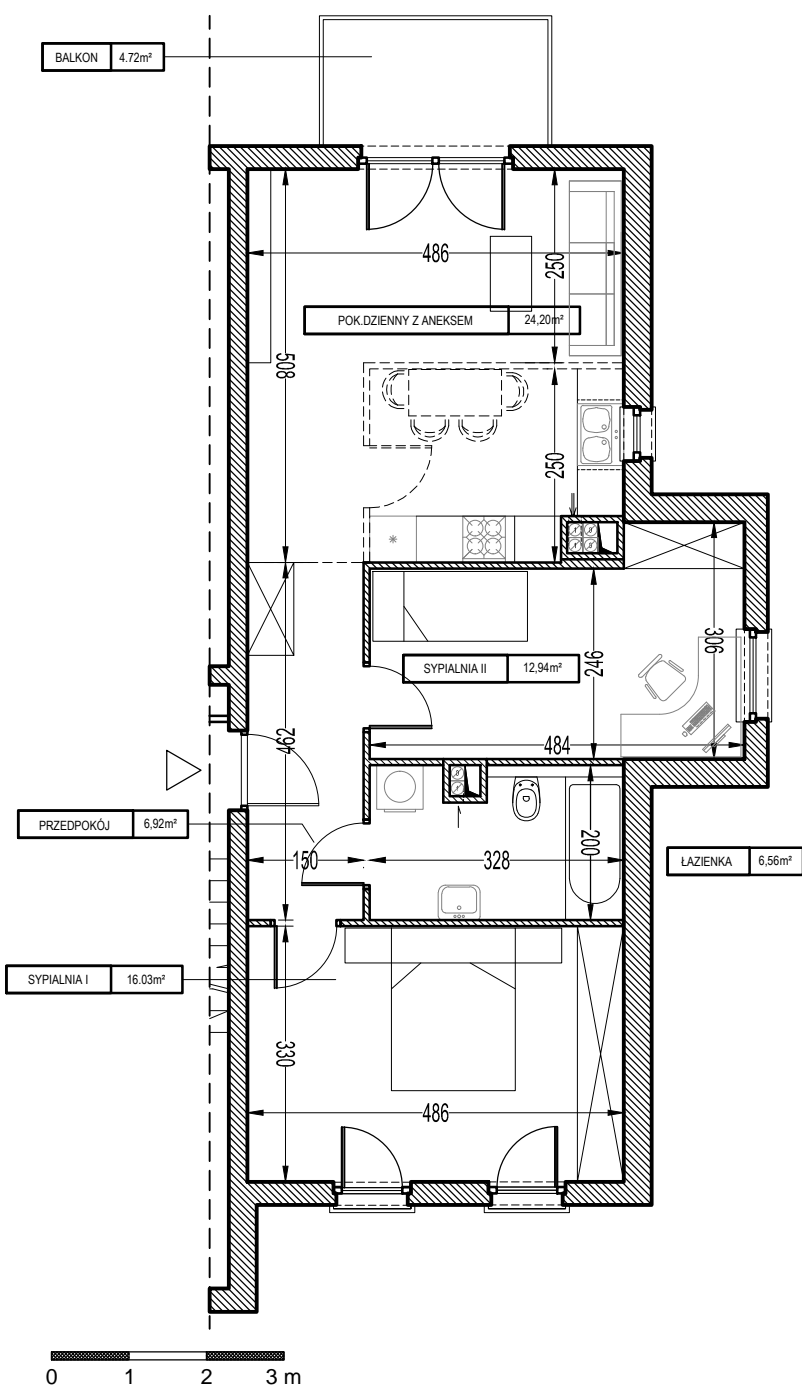 BALKON 4.72m²
486
250
POK.DZIENNY Z ANEKSEM 24,20m²
508
250
306
246
SYPIALNIA II 12,94m²
462
484
PRZEDPOKÓJ 6,92m²
150
328
200
ŁAZIENKA 6,56m²
SYPIALNIA I 16.03m²
330
486
0 1 2 3 m